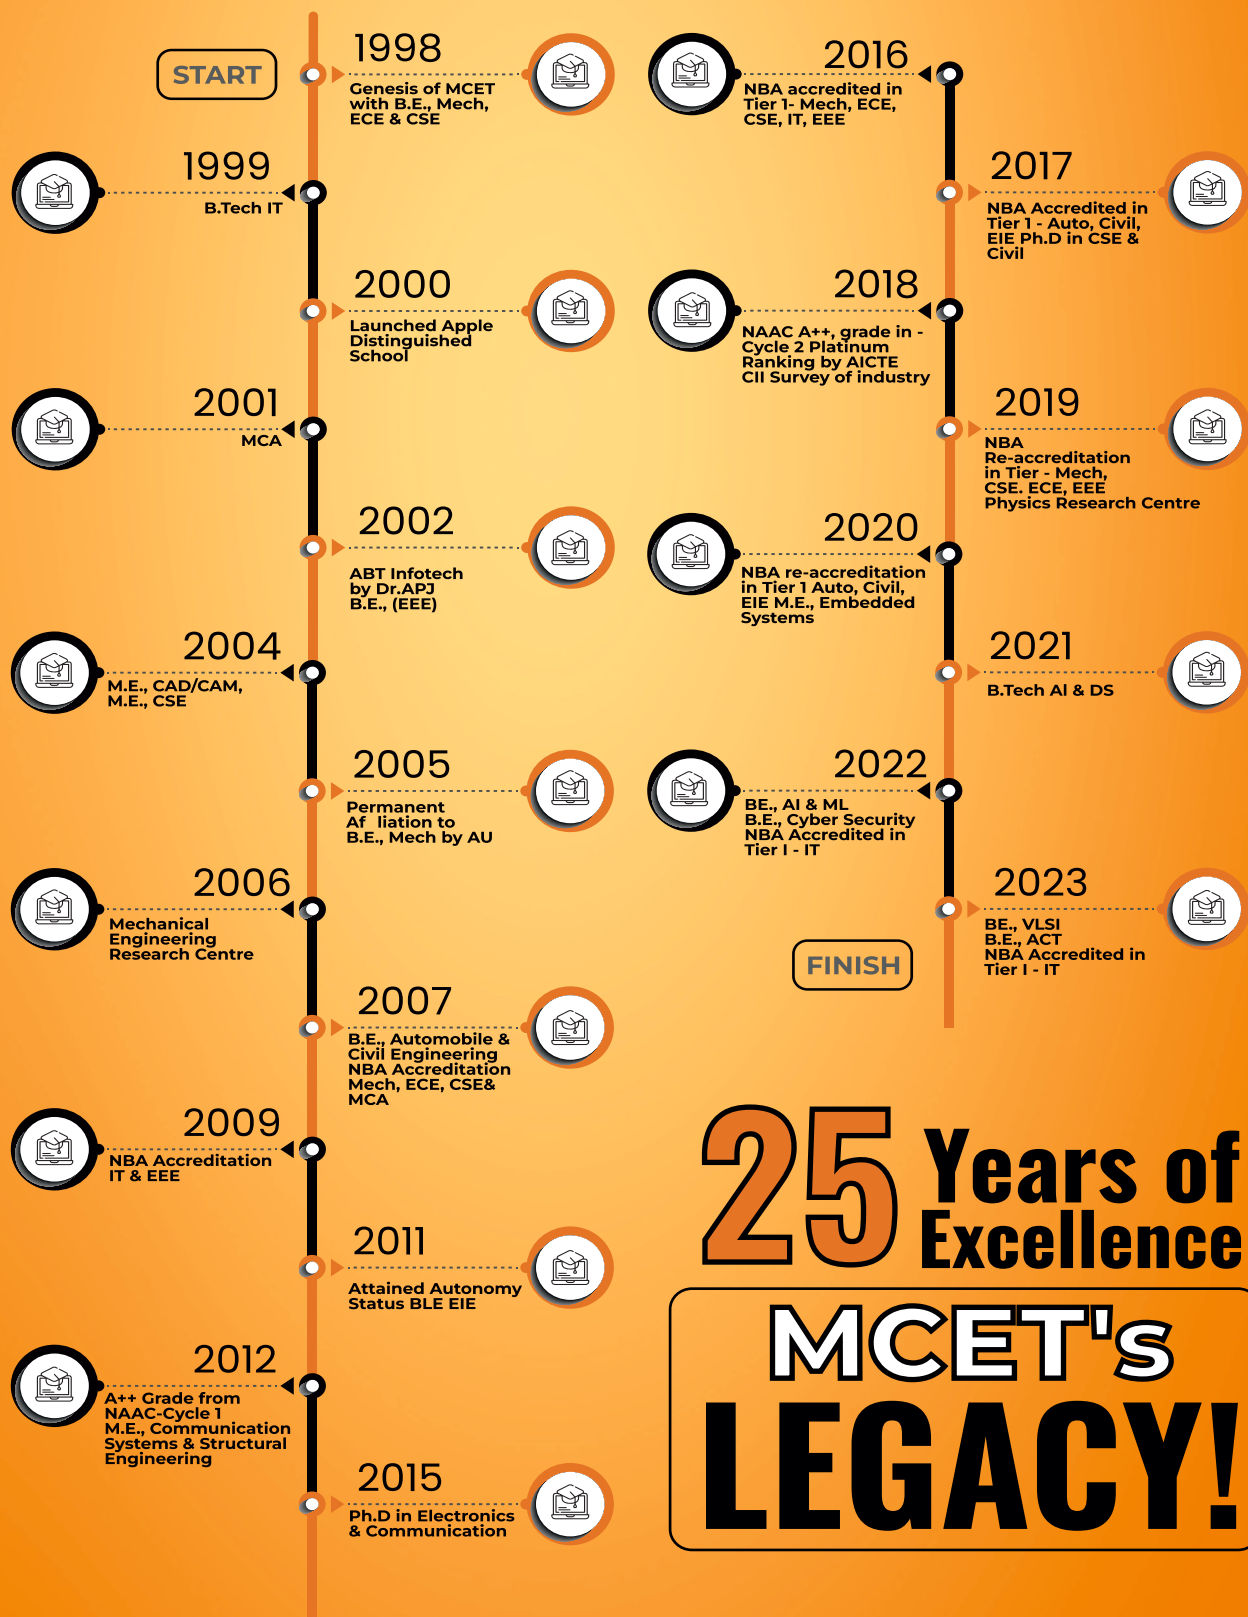 START
1998
Genesis of MCET
with B.E., Mech,
ECE & CSE
1999
B.Tech IT
2000
Launched Apple
Distinguished
School
2001
MCA
2002
ABT Infotech
by Dr.APJ
B.E., (EEE)
2004
M.E., CAD/CAM,
M.E., CSE
2005
Permanent
Af liation to
B.E., Mech by AU
2006
Mechanical
Engineering
Research Centre
2007
B.E., Automobile &
Civil Engineering
NBA Accreditation
Mech, ECE, CSE&
MCA
2009
NBA Accreditation
IT & EEE
2011
Attained Autonomy
Status BLE EIE
2012
A++ Grade from
NAAC-Cycle 1
M.E., Communication
Systems & Structural
Engineering
2015
Ph.D in Electronics
& Communication
2016
NBA accredited in
Tier 1- Mech, ECE,
CSE, IT, EEE
2017
NBA Accredited in
Tier 1 - Auto, Civil,
EIE Ph.D in CSE &
Civil
2018
NAAC A++, grade in -
Cycle 2 Platinum
Ranking by AICTE
CII Survey of industry
2019
NBA
Re-accreditation
in Tier - Mech,
CSE. ECE, EEE
Physics Research Centre
2020
NBA re-accreditation
in Tier 1 Auto, Civil,
EIE M.E., Embedded
Systems
2021
B.Tech AI & DS
2022
BE., AI & ML
B.E., Cyber Security
NBA Accredited in
Tier I - IT
2023
BE., VLSI
B.E., ACT
NBA Accredited in
Tier I - IT
FINISH
25 Years of
Excellence
MCET's
LEGACY!